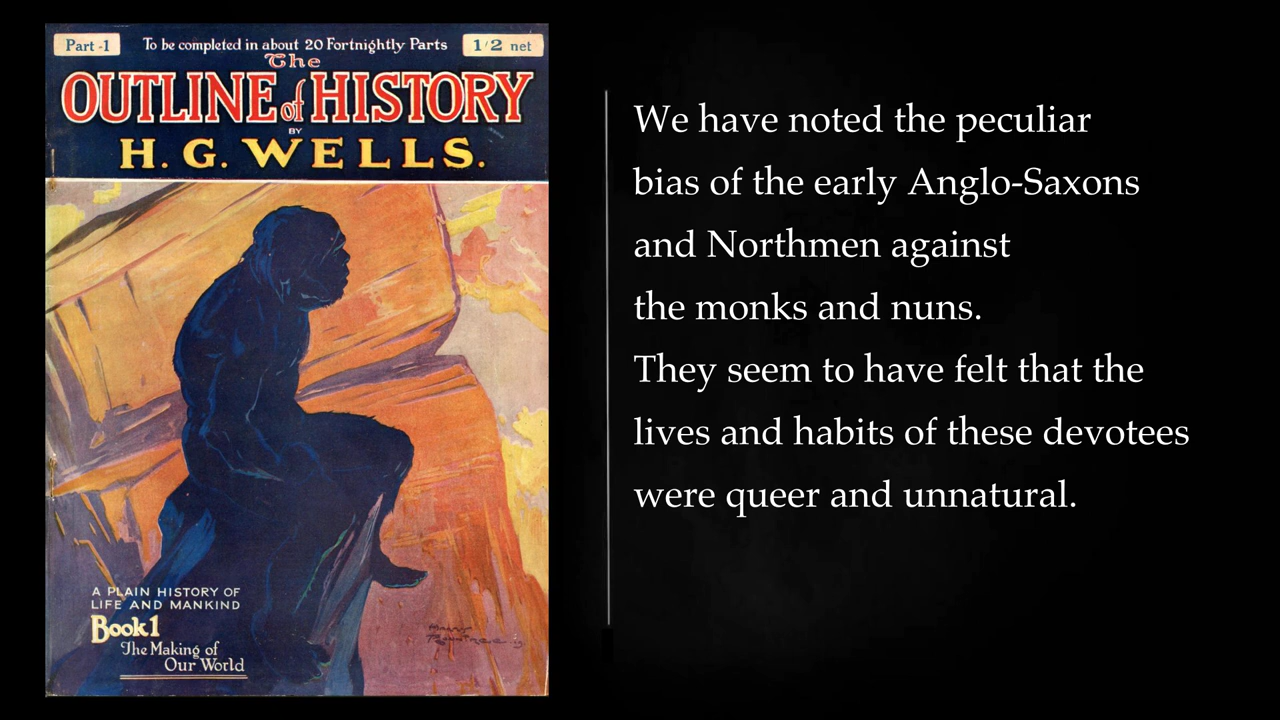 Part -1
To be completed in about 20 Fortnightly Parts
1/2 net
The
OUTLINE of HISTORY
BY
H. G. WELLS.
A PLAIN HISTORY OF
LIFE AND MANKIND
Book 1
The Making of
Our World
We have noted the peculiar
bias of the early Anglo-Saxons
and Northmen against
the monks and nuns.
They seem to have felt that the
lives and habits of these devotees
were queer and unnatural.